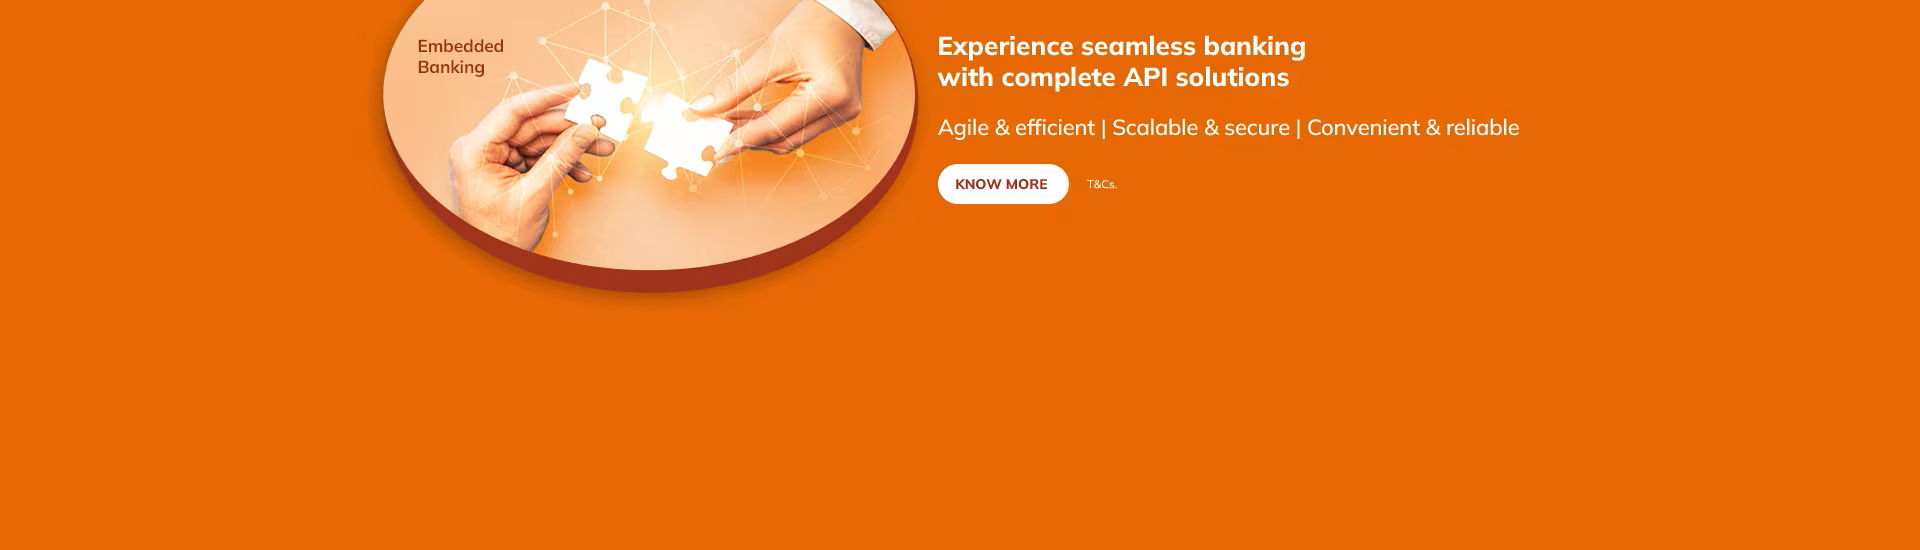 Embedded
Banking
Experience seamless banking
with complete API solutions
Agile & efficient | Scalable & secure | Convenient & reliable
KNOW MORE
T&Cs.